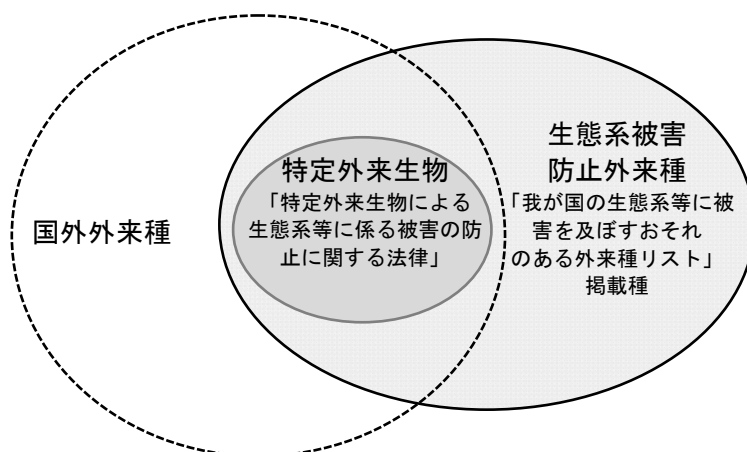 国外外来種
特定外来生物
「特定外来生物による
生態系等に係る被害の防
止に関する法律」
生態系被害
防止外来種
「我が国の生態系等に被
害を及ぼすおそれ
のある外来種リスト」
掲載種